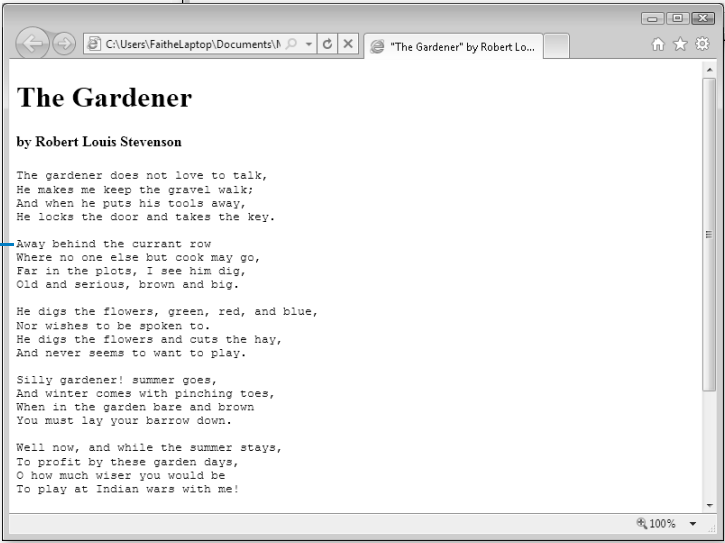 C:\Users\FaitheLaptop\Documents\
"The Gardener" by Robert Lo...
The Gardener
by Robert Louis Stevenson
The gardener does not love to talk,
He makes me keep the gravel walk;
And when he puts his tools away,
He locks the door and takes the key.
Away behind the currant row
Where no one else but cook may go,
Far in the plots, I see him dig,
Old and serious, brown and big.
He digs the flowers, green, red, and blue,
Nor wishes to be spoken to.
He digs the flowers and cuts the hay,
And never seems to want to play.
Silly gardener! summer goes,
And winter comes with pinching toes,
When in the garden bare and brown
You must lay your barrow down.
Well now, and while the summer stays,
To profit by these garden days,
O how much wiser you would be
To play at Indian wars with me!
100%